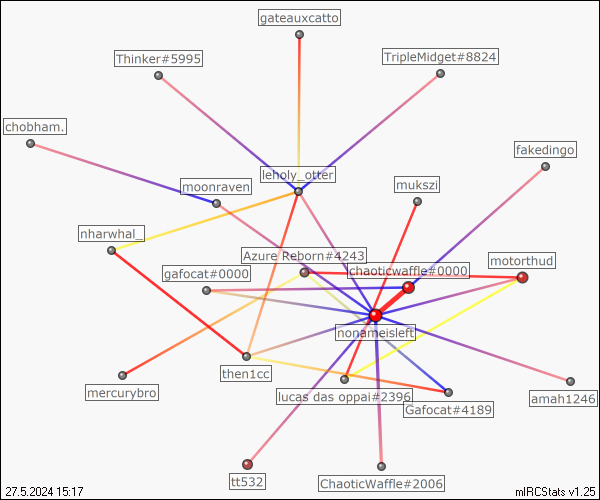 gateauxcatto
Thinker#5995
TripleMidget#8824
chobham.
fakedingo
leholy_otter
moonraven
mukszi
nharwhal_
Azure Reborn#4243
motorthud
gafocat#0000
chaoticwaffle#0000
nonameisleft
then1cc
mercurybro
lucas das oppai#2396
amah1246
Gafocat#4189
tt532
ChaoticWaffle#2006
27.5.2024 15:17
mIRCStats v1.25